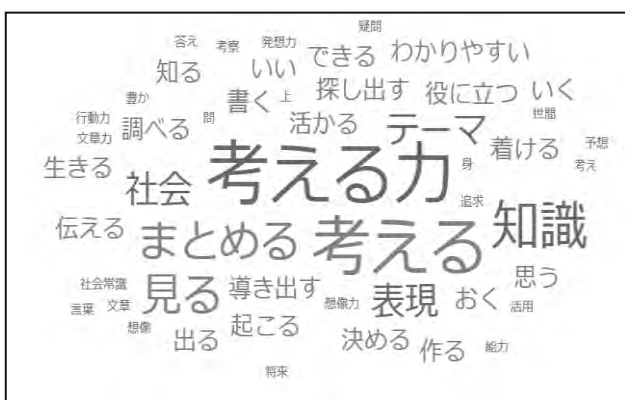 疑問
答え 考察 発想力 できる わかりやすい
知る いい 探し出す 役に立つ いく
豊か 書く 上 世間
行動力 調べる 問 活かる テーマ 着ける 予想
文章力
生きる 社会 考える力 身 考え
追求
伝える まとめる 考える 知識
社会常識 見る 導き出す 表現 おく 思う
言葉 文章 想像力 活用
想像 出る 起こる 決める 作る 能力
将来